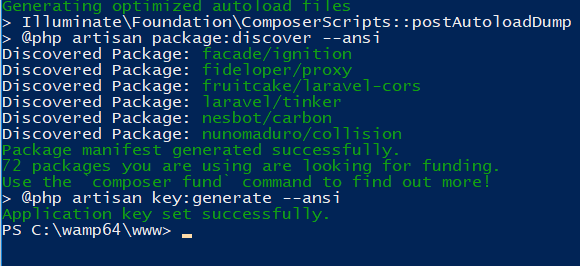 Generating optimized autoload files
> Illuminate\Foundation\ComposerScripts::postAutoloadDump
> @php artisan package:discover --ansi
Discovered Package: facade/ignition
Discovered Package: fideloper/proxy
Discovered Package: fruitcake/laravel-cors
Discovered Package: laravel/tinker
Discovered Package: nesbot/carbon
Discovered Package: nunomaduro/collision
Package manifest generated successfully.
72 packages you are using are looking for funding.
Use the `composer fund` command to find out more!
> @php artisan key:generate --ansi
Application key set successfully.
PS C:\wamp64\www>